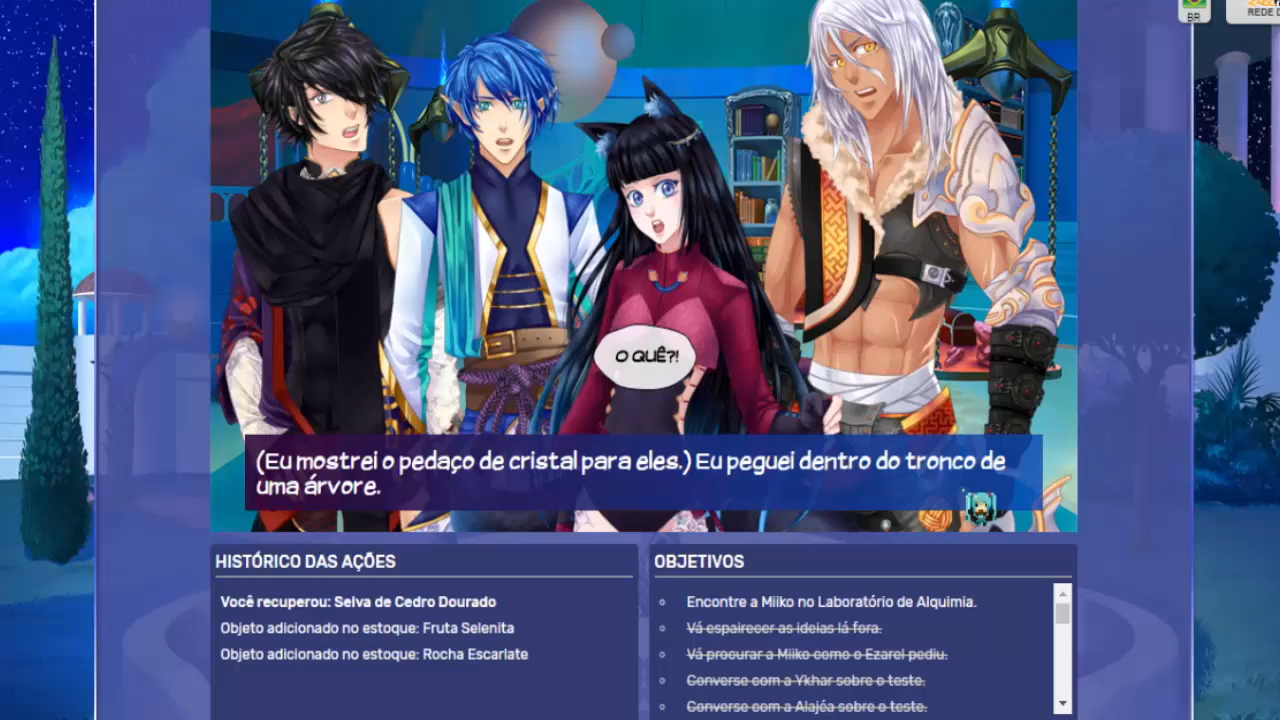 BR
REDE
O QUÊ?!
(Eu mostrei o pedaço de cristal para eles.) Eu peguei dentro do tronco de
uma árvore.
HISTÓRICO DAS AÇÕES
Você recuperou: Selva de Cedro Dourado
Objeto adicionado no estoque: Fruta Selenita
Objeto adicionado no estoque: Rocha Escarlate
OBJETIVOS
Encontre a Miiko no Laboratório de Alquimia.
Vá espairecer as ideias lá fora.
Vá procurar a Miiko como o Ezarel pediu.
Converse com a Ykhar sobre o teste.
Converse com a Alajéa sobre o teste.